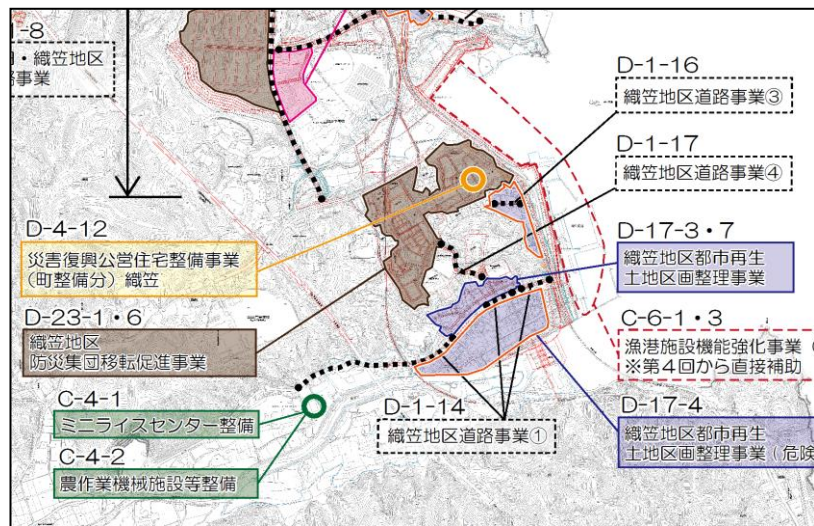 -8
・織笠地区
事業
D-1-16
織笠地区道路事業③
D-1-17
織笠地区道路事業④
D-4-12
災害復興公営住宅整備事業
（町整備分）織笠
D-17-3・7
織笠地区都市再生
土地区画整理事業
D-23-1・6
織笠地区
防災集団移転促進事業
C-6-1・3
漁港施設機能強化事業（
※第４回から直接補助
C-4-1
ミニライスセンター整備
D-1-14
織笠地区道路事業①
D-17-4
織笠地区都市再生
土地区画整理事業（危険
C-4-2
農作業機械施設等整備